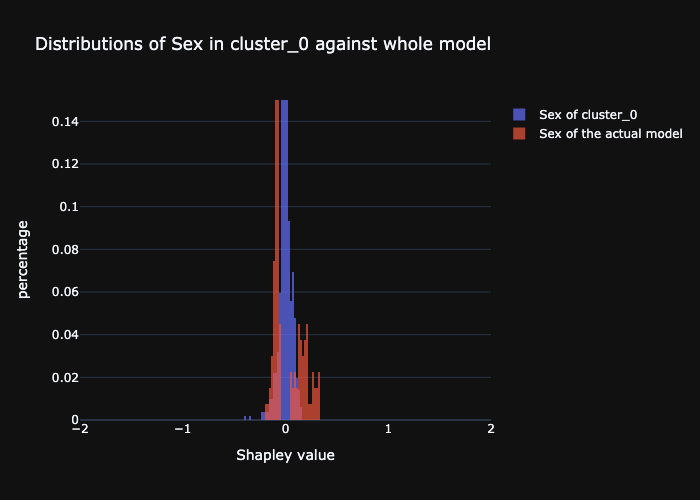 Distributions of Sex in cluster_0 against whole model
Sex of cluster_0
Sex of the actual model
percentage
0.14
0.12
0.1
0.08
0.06
0.04
0.02
0
−2
−1
0
1
2
Shapley value